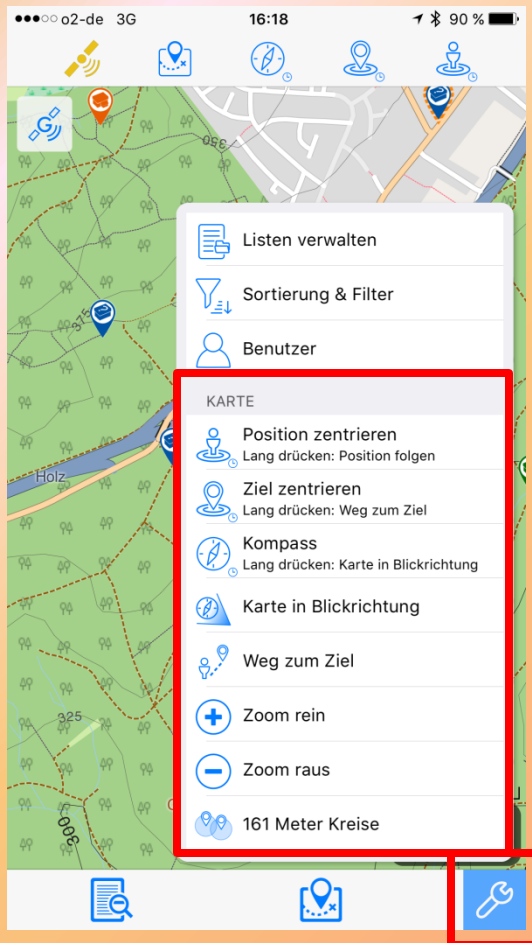 o2-de 3G 16:18 90 %
G
350
Listen verwalten
Sortierung & Filter
375
Benutzer
KARTE
Position zentrieren
Lang drücken: Position folgen
Holz
Ziel zentrieren
Lang drücken: Weg zum Ziel
Kompass
Lang drücken: Karte in Blickrichtung
Karte in Blickrichtung
Weg zum Ziel
325
Zoom rein
Zoom raus
300
161 Meter Kreise